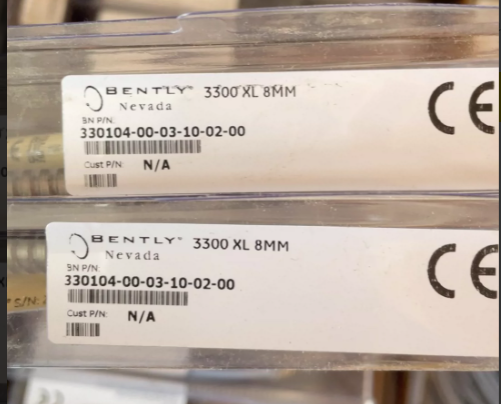 BENTLY® 3300 XL 8MM
Nevada
BN P/N:
330104-00-03-10-02-00
Cust P/N: N/A
CE
BENTLY® 3300 XL 8MM
Nevada
BN P/N:
330104-00-03-10-02-00
S/N:
Cust P/N: N/A
CE